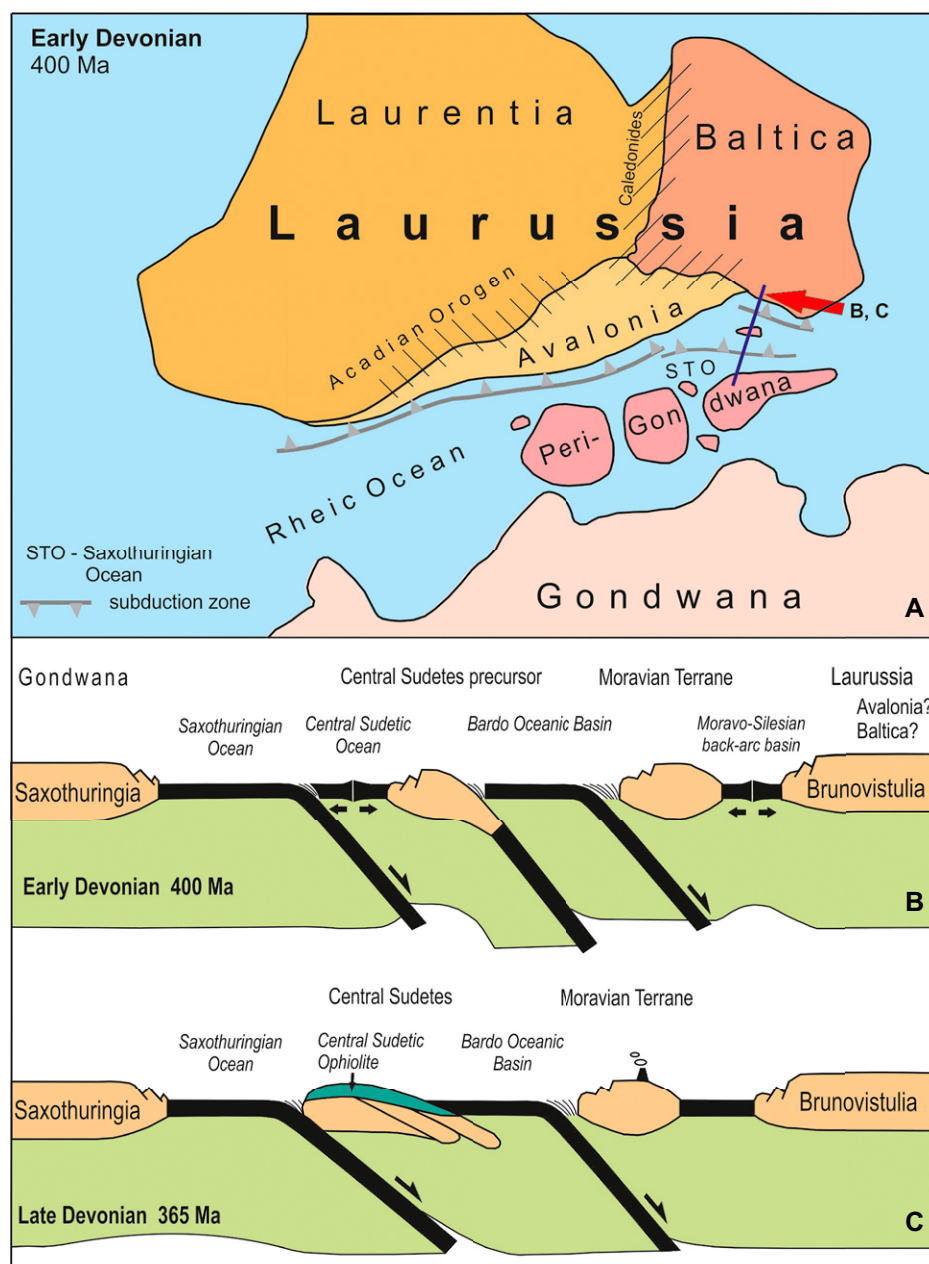 Early Devonian
400 Ma
Laurentia
Baltica
Caledonides
Laurussia
B, C
Acadian Orogen
Avalonia
STO
Peri-
Gon
dwana
Rheic Ocean
STO - Saxothuringian
Ocean
subduction zone
Gondwana
A
Gondwana
Central Sudetes precursor
Moravian Terrane
Laurussia
Avalonia?
Baltica?
Saxothuringian
Ocean
Central Sudetic
Ocean
Bardo Oceanic Basin
Moravo-Silesian
back-arc basin
Saxothuringia
Brunovistulia
Early Devonian 400 Ma
B
Central Sudetes
Moravian Terrane
Saxothuringian
Ocean
Central Sudetic
Ophiolite
Bardo Oceanic
Basin
Saxothuringia
Brunovistulia
Late Devonian 365 Ma
C